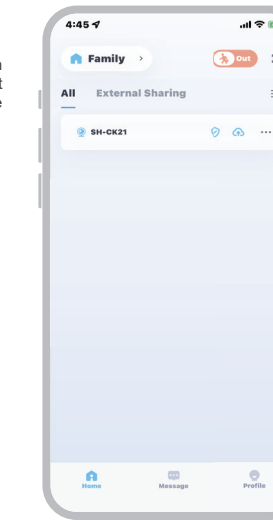 4:45
Family
Out
All External Sharing
SH-CK21
Home Message Profile